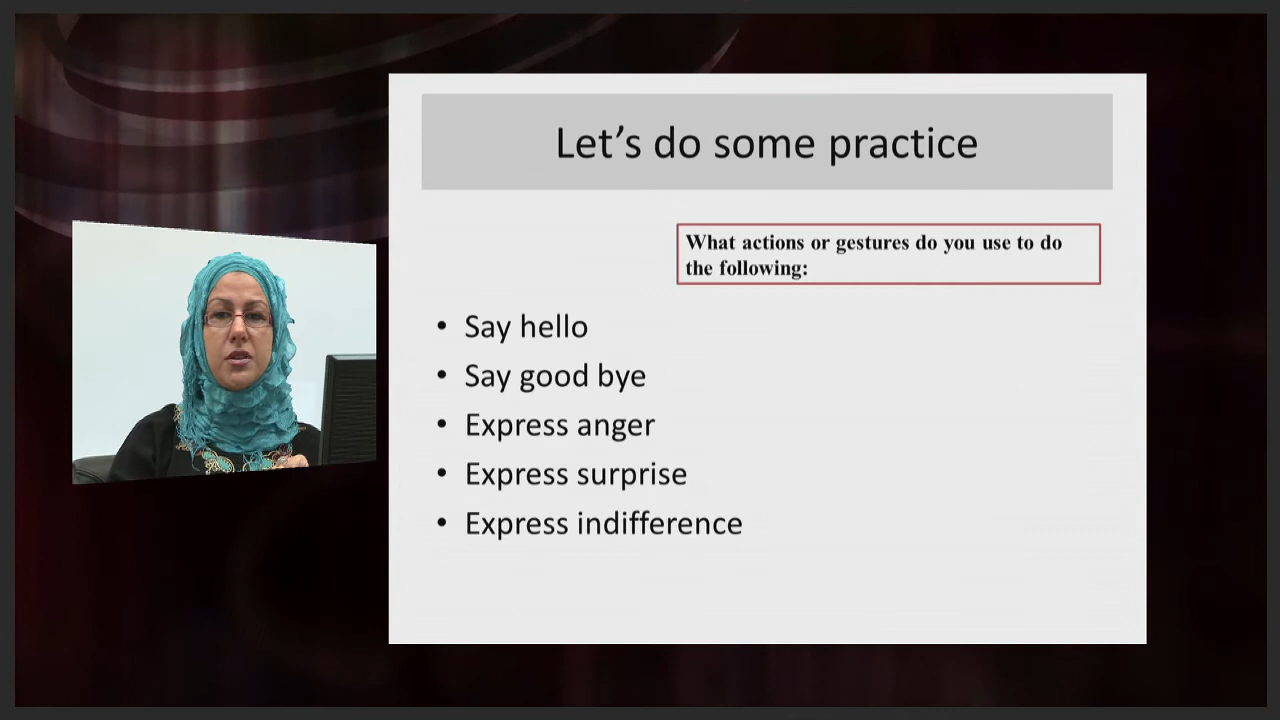 Let’s do some practice
What actions or gestures do you use to do
the following:
• Say hello
• Say good bye
• Express anger
• Express surprise
• Express indifference